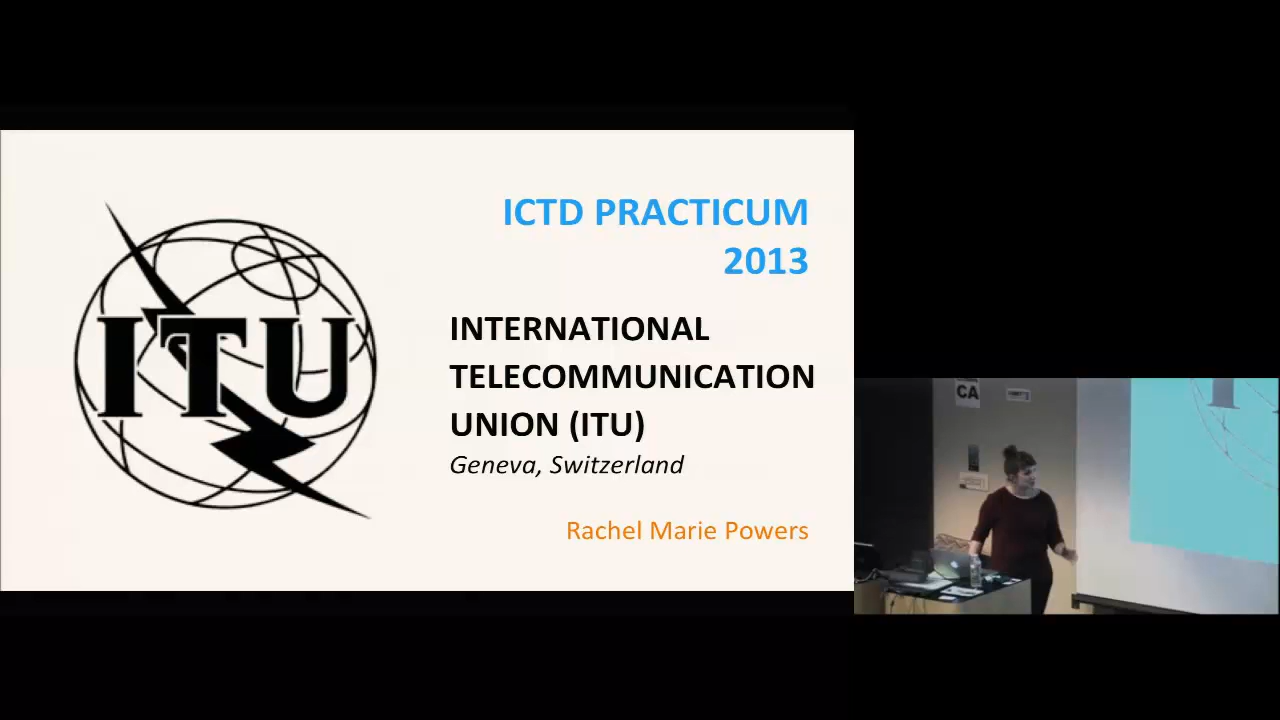 ITU
ICTD PRACTICUM
2013
INTERNATIONAL
TELECOMMUNICATION
UNION (ITU)
Geneva, Switzerland
Rachel Marie Powers
CA